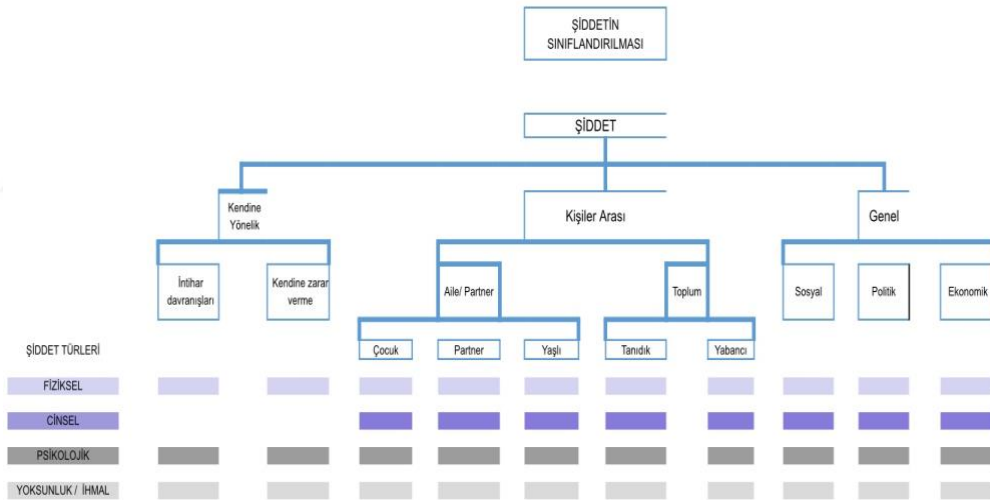 ŞİDDETİN
SINIFLANDIRILMASI
ŞİDDET
Kendine
Yönelik
Kişiler Arası
Genel
İntihar
davranışları
Kendine zarar
verme
Aile/ Partner
Toplum
Sosyal
Politik
Ekonomik
ŞİDDET TÜRLERİ
Çocuk
Partner
Yaşlı
Tanıdık
Yabancı
FİZİKSEL
CİNSEL
PSİKOLOJİK
YOKSUNLUK / İHMAL